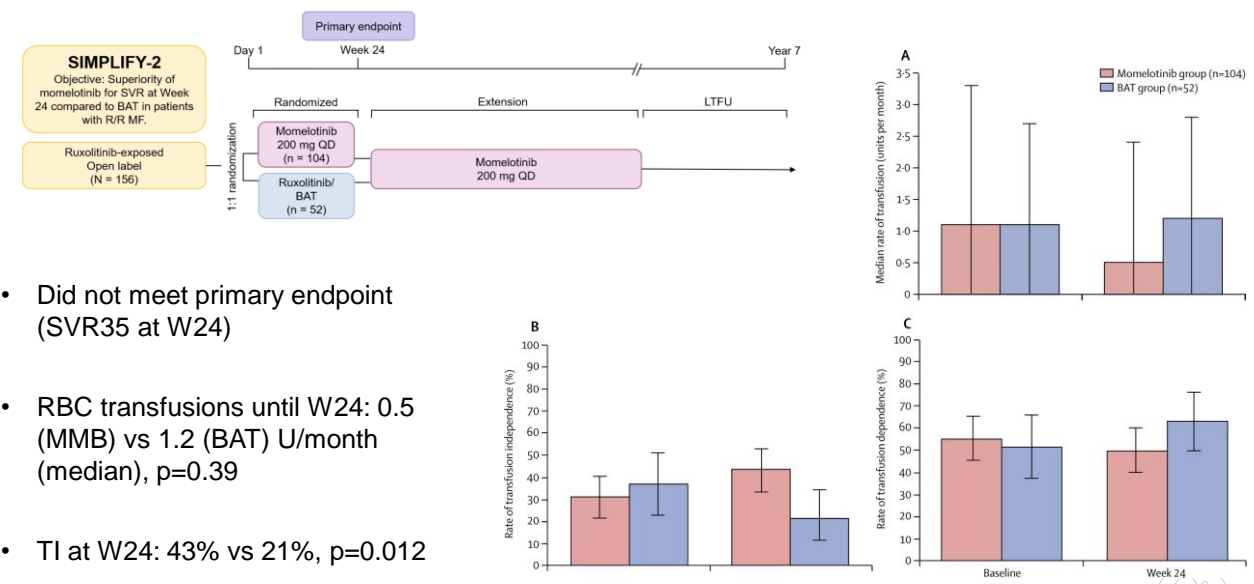 Primary endpoint
Day 1
Week 24
Year 7
SIMPLIFY-2
Objective: Superiority of
momelotinib for SVR at Week
24 compared to BAT in patients
with R/R MF.
Randomized
Extension
LTFU
Ruxolitinib-exposed
Open label
(N = 156)
1:1 randomization
Momelotinib
200 mg QD
(n = 104)
Ruxolitinib/
BAT
(n = 52)
Momelotinib
200 mg QD
• Did not meet primary endpoint
(SVR35 at W24)
• RBC transfusions until W24: 0.5
(MMB) vs 1.2 (BAT) U/month
(median), p=0.39
• TI at W24: 43% vs 21%, p=0.012
A
Momelotinib group (n=104)
BAT group (n=52)
Median rate of transfusion (units per month)
3·5
3·0
2·5
2·0
1·5
1·0
0·5
0
B
Rate of transfusion independence (%)
100
90
80
70
60
50
40
30
20
10
0
C
Rate of transfusion dependence (%)
100
90
80
70
60
50
40
30
20
10
0
Baseline
Week 24